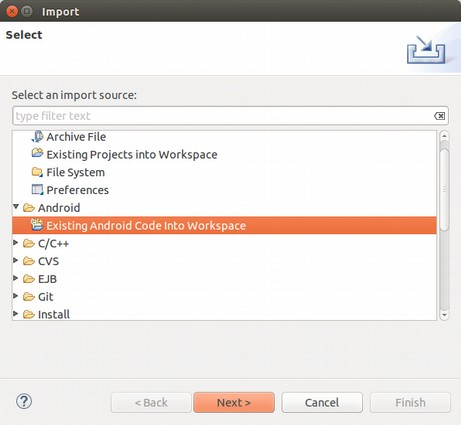 Import
Select
Select an import source:
type filter text
Archive File
Existing Projects into Workspace
File System
Preferences
Android
Existing Android Code Into Workspace
C/C++
CVS
EJB
Git
Install
? < Back Next > Cancel Finish